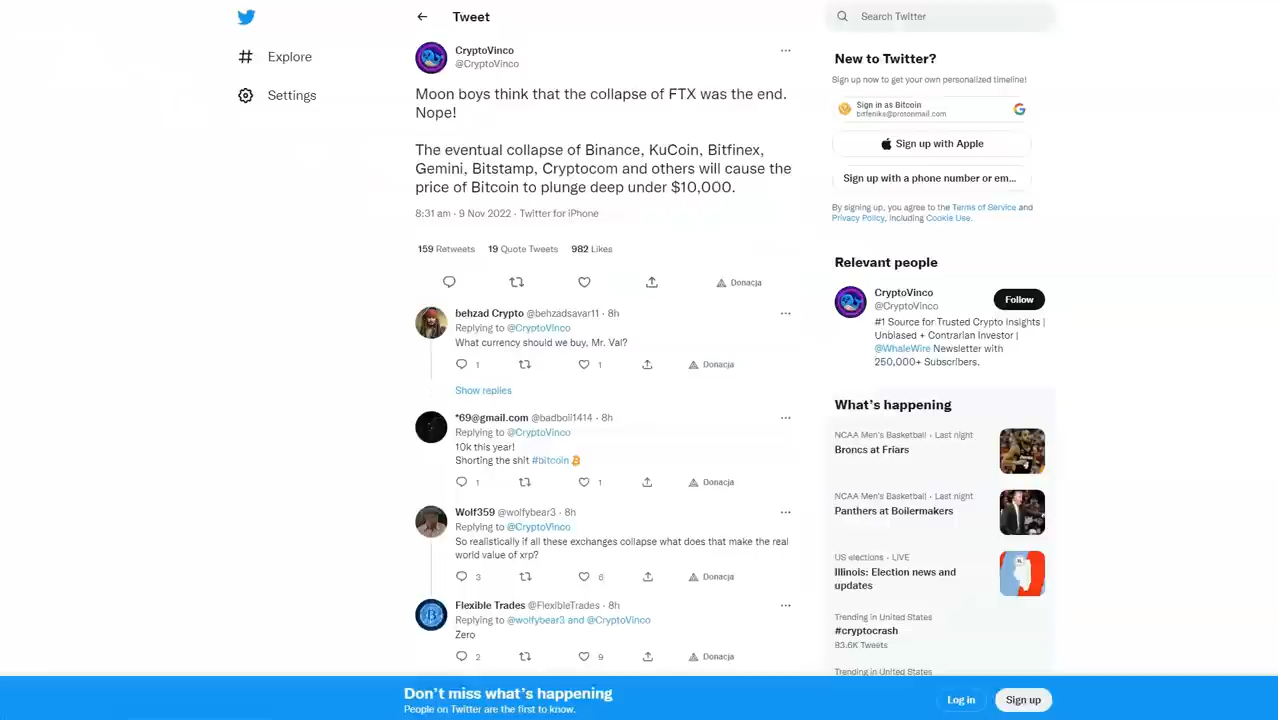 Tweet
Search Twitter
Explore
Settings
CryptoVinco
@CryptoVinco
Moon boys think that the collapse of FTX was the end.
Nope!
The eventual collapse of Binance, KuCoin, Bitfinex,
Gemini, Bitstamp, Cryptocom and others will cause the
price of Bitcoin to plunge deep under $10,000.
8:31 am · 9 Nov 2022 · Twitter for iPhone
159 Retweets 19 Quote Tweets 982 Likes
Donacja
behzad Crypto @behzadsavar11 · 8h
Replying to @CryptoVinco
What currency should we buy, Mr. Val?
1 1 Donacja
Show replies
*69@gmail.com @badboii1414 · 8h
Replying to @CryptoVinco
10k this year!
Shorting the shit #bitcoin
1 1 Donacja
Wolf359 @wolfybear3 · 8h
Replying to @CryptoVinco
So realistically if all these exchanges collapse what does that make the real
world value of xrp?
3 6 Donacja
Flexible Trades @FlexibleTrades · 8h
Replying to @wolfybear3 and @CryptoVinco
Zero
2 9 Donacja
New to Twitter?
Sign up now to get your own personalized timeline!
Sign in as Bitcoin
bitfeniks@protonmail.com
Sign up with Apple
Sign up with a phone number or em...
By signing up, you agree to the Terms of Service and
Privacy Policy, including Cookie Use.
Relevant people
CryptoVinco
@CryptoVinco
Follow
#1 Source for Trusted Crypto Insights |
Unblased + Contrarian Investor |
@WhaleWire Newsletter with
250,000+ Subscribers.
What's happening
NCAA Men's Basketball · Last night
Broncs at Friars
NCAA Men's Basketball · Last night
Panthers at Boilermakers
US elections · LIVE
Illinois: Election news and
updates
Trending in United States
#cryptocrash
83.6K Tweets
Trending in United States
Don't miss what's happening
People on Twitter are the first to know.
Log in
Sign up